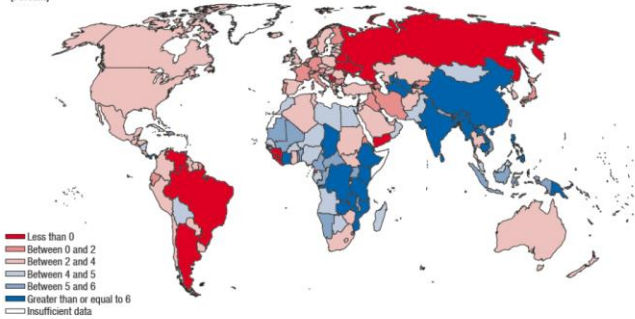 Less than 0
Between 0 and 2
Between 2 and 4
Between 4 and 5
Between 5 and 6
Greater than or equal to 6
Insufficient data